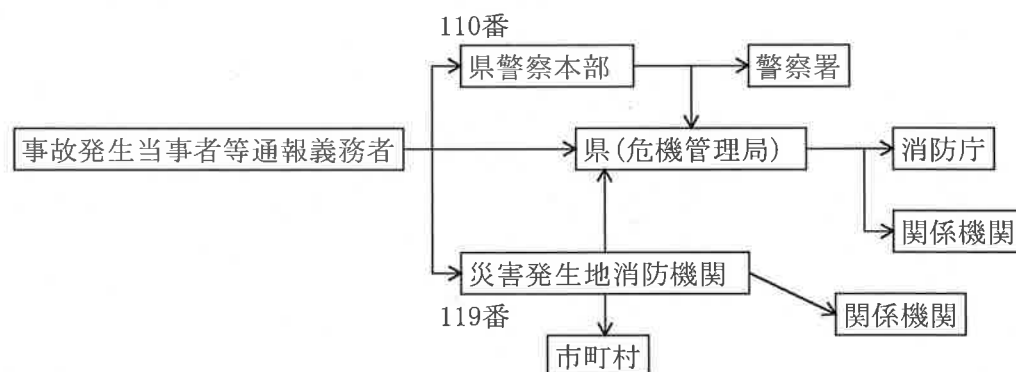 110番
県警察本部
警察署
事故発生当事者等通報義務者
県(危機管理局)
消防庁
関係機関
災害発生地消防機関
119番
関係機関
市町村